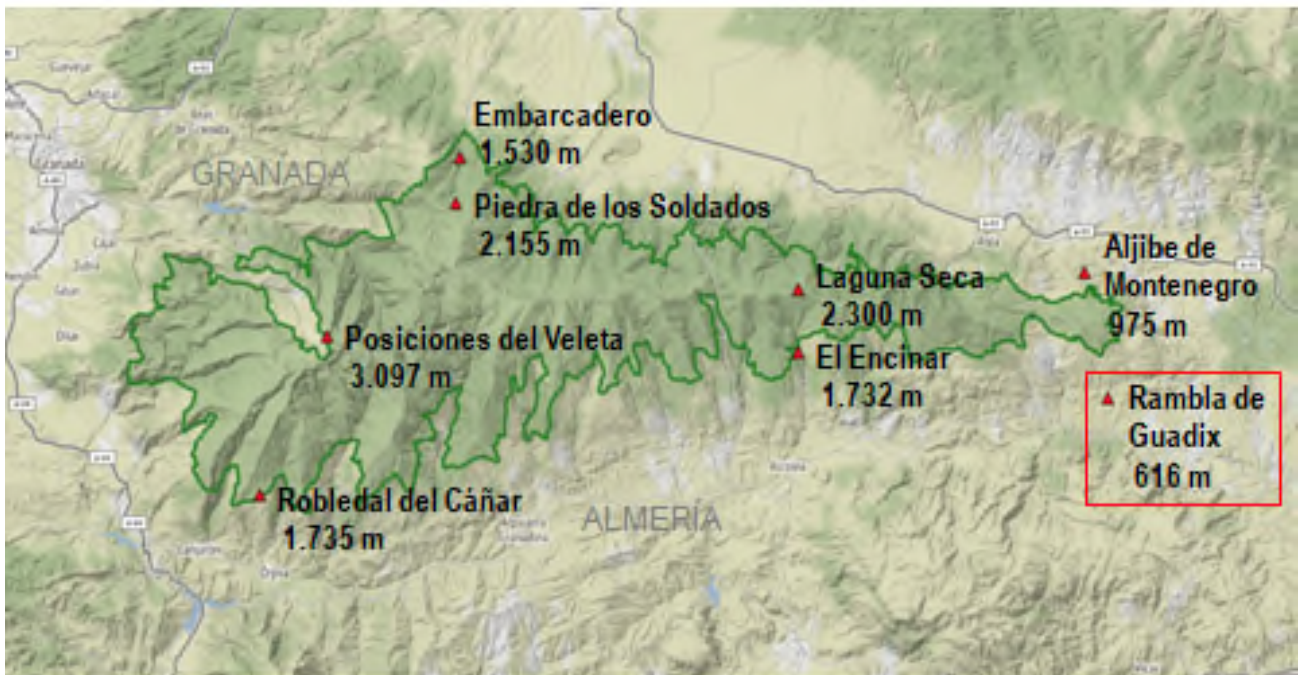 Embarcadero
1.530 m
GRANADA
Granada
Piedra de los Soldados
2.155 m
Aljibe de
Montenegro
975 m
Laguna Seca
2.300 m
Posiciones del Veleta
3.097 m
El Encinar
1.732 m
Rambla de
Guadix
616 m
Robledal del Cáñar
1.735 m
ALMERÍA